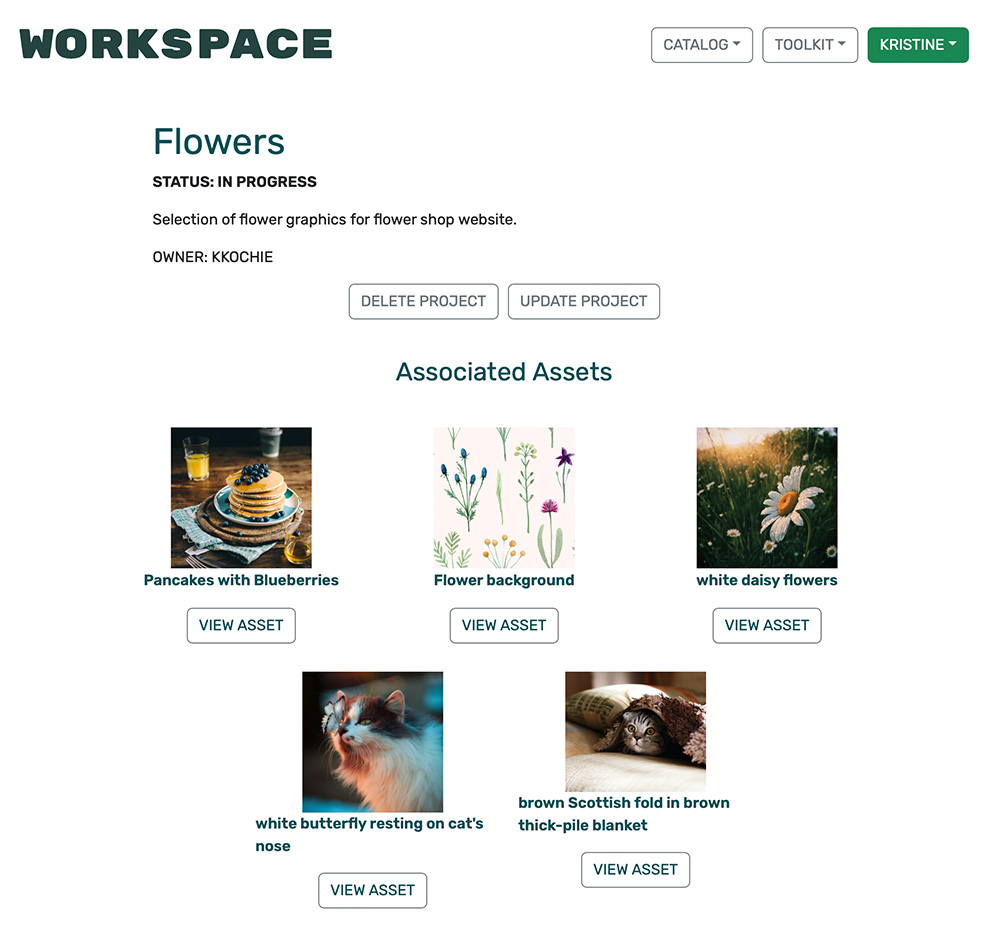 WORKSPACE
CATALOG
TOOLKIT
KRISTINE
Flowers
STATUS: IN PROGRESS
Selection of flower graphics for flower shop website.
OWNER: KKOCHIE
DELETE PROJECT
UPDATE PROJECT
Associated Assets
Pancakes with Blueberries
Flower background
white daisy flowers
VIEW ASSET
VIEW ASSET
VIEW ASSET
white butterfly resting on cat's
nose
VIEW ASSET
brown Scottish fold in brown
thick-pile blanket
VIEW ASSET